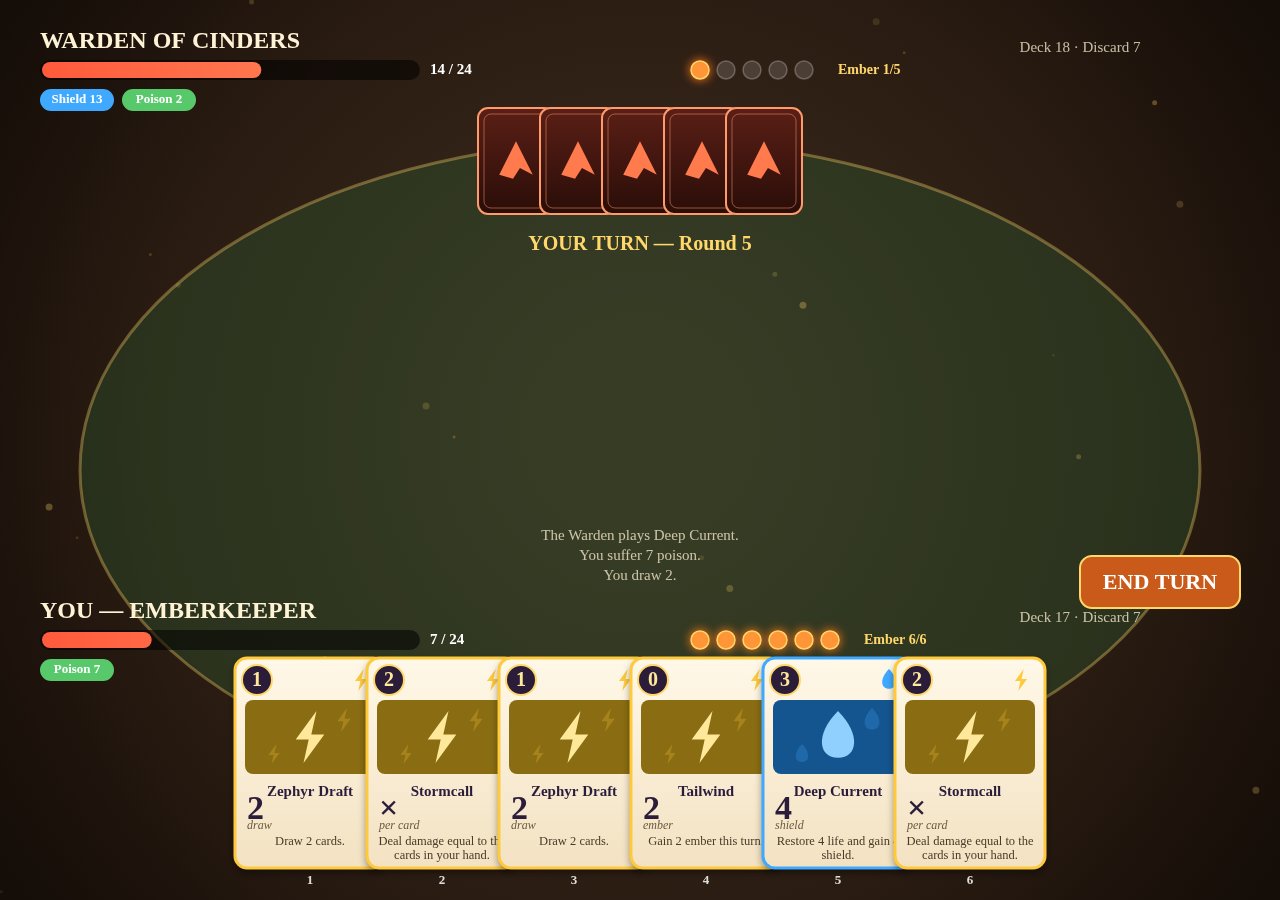 WARDEN OF CINDERS
14 / 24
Ember 1/5
Deck 18 · Discard 7
Shield 13
Poison 2
YOUR TURN — Round 5
The Warden plays Deep Current.
You suffer 7 poison.
You draw 2.
END TURN
YOU — EMBERKEEPER
7 / 24
Ember 6/6
Deck 17 · Discard 7
Poison 7
1
Zephyr Draft
2
draw
Draw 2 cards.
1
2
Stormcall
×
per card
Deal damage equal to th
cards in your hand.
2
1
Zephyr Draft
2
draw
Draw 2 cards.
3
0
Tailwind
2
ember
Gain 2 ember this turn
4
3
Deep Current
4
shield
Restore 4 life and gain
shield.
5
2
Stormcall
×
per card
Deal damage equal to the
cards in your hand.
6